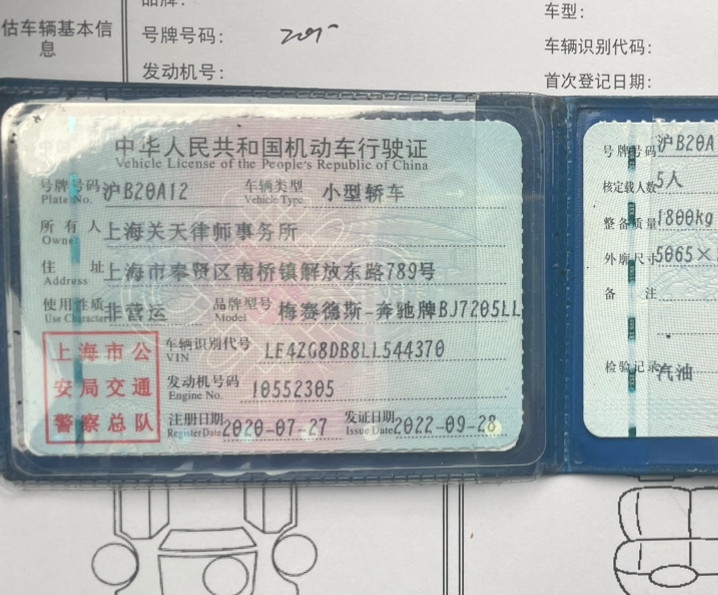 品牌:
估车辆基本信
息
号牌号码:
发动机号:
车型:
车辆识别代码:
首次登记日期:
中华人民共和国机动车行驶证
Vehicle License of the People's Republic of China
号牌号码 沪B20A12 车辆类型 小型轿车
Plate No. Vehicle Type
所有人 上海关天律师事务所
Owner
住址 上海市奉贤区南桥镇解放东路789号
Address
使用性质 非营运 品牌型号 梅赛德斯-奔驰牌BJ7205LL
Use Character Model
上海市公
安局交通
警察总队
车辆识别代号 LE4ZG8DB8LL544370
VIN
发动机号码 10552305
Engine No.
注册日期 2020-07-27 发证日期 2022-09-28
Register Date Issue Date
号牌号码 沪B20A
核定载人数 5人
整备质量 1800kg
外廓尺寸 5065×
备注
检验记录 汽油